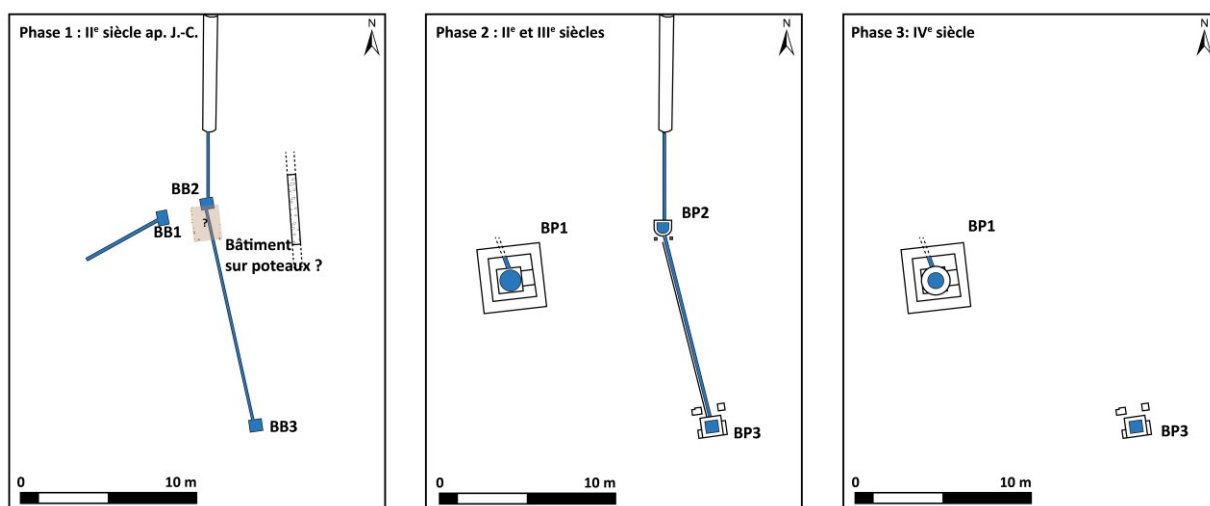 Phase 1 : IIᵉ siècle ap. J.-C.
N
BB2
?
BB1
Bâtiment
sur poteaux ?
BB3
0
10 m
Phase 2 : IIᵉ et IIIᵉ siècles
N
BP2
BP1
BP3
0
10 m
Phase 3: IVᵉ siècle
N
BP1
BP3
0
10 m